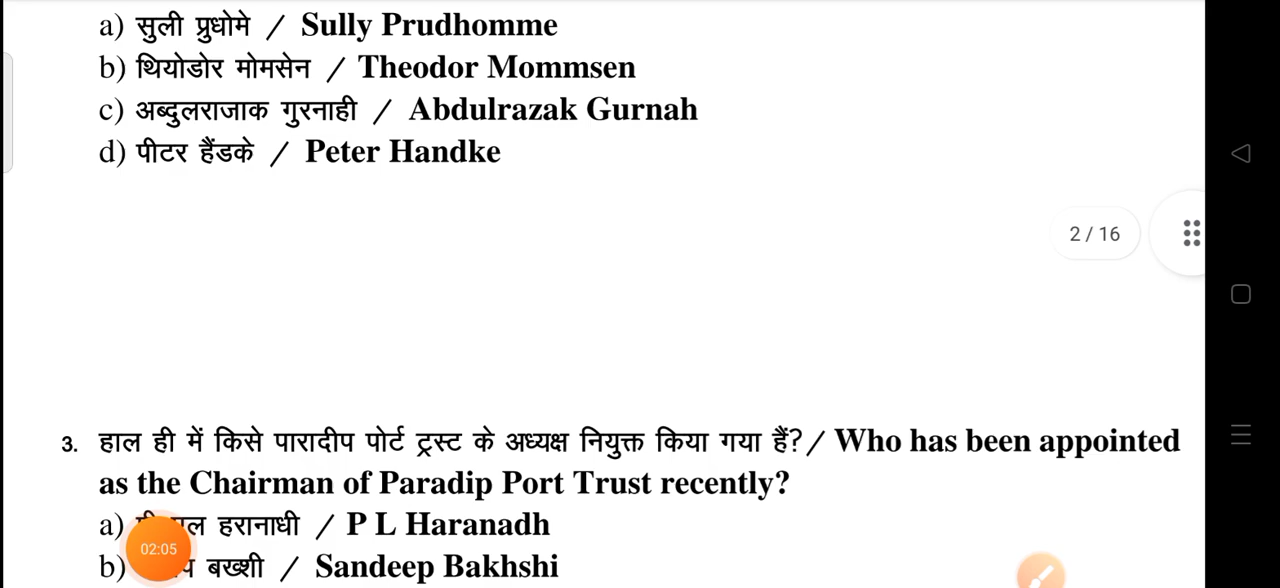 a) सुली प्रुधोमे / Sully Prudhomme
b) थियोडोर मोमसेन / Theodor Mommsen
c) अब्दुलराजाक गुरनाही / Abdulrazak Gurnah
d) पीटर हैंडके / Peter Handke
2 / 16
3. हाल ही में किसे पारादीप पोर्ट ट्रस्ट के अध्यक्ष नियुक्त किया गया हैं?/ Who has been appointed
as the Chairman of Paradip Port Trust recently?
a) हरानाधी / P L Haranadh
02:05
b) बख्शी / Sandeep Bakhshi